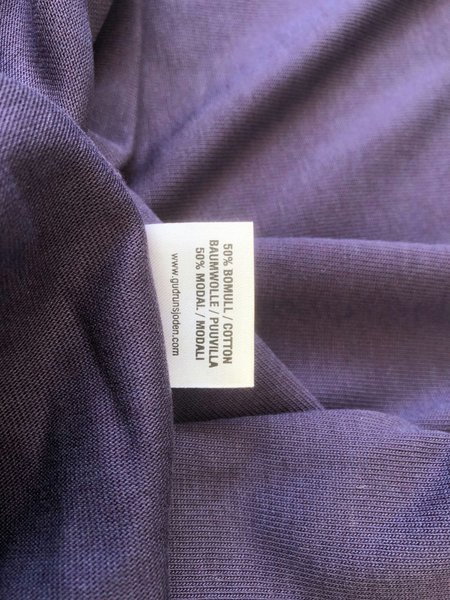 50% BOMULL / COTTON
BAUMWOLLE / PUUVILLA
50% MODAL / MODALI
www.gudrunsjoden.com